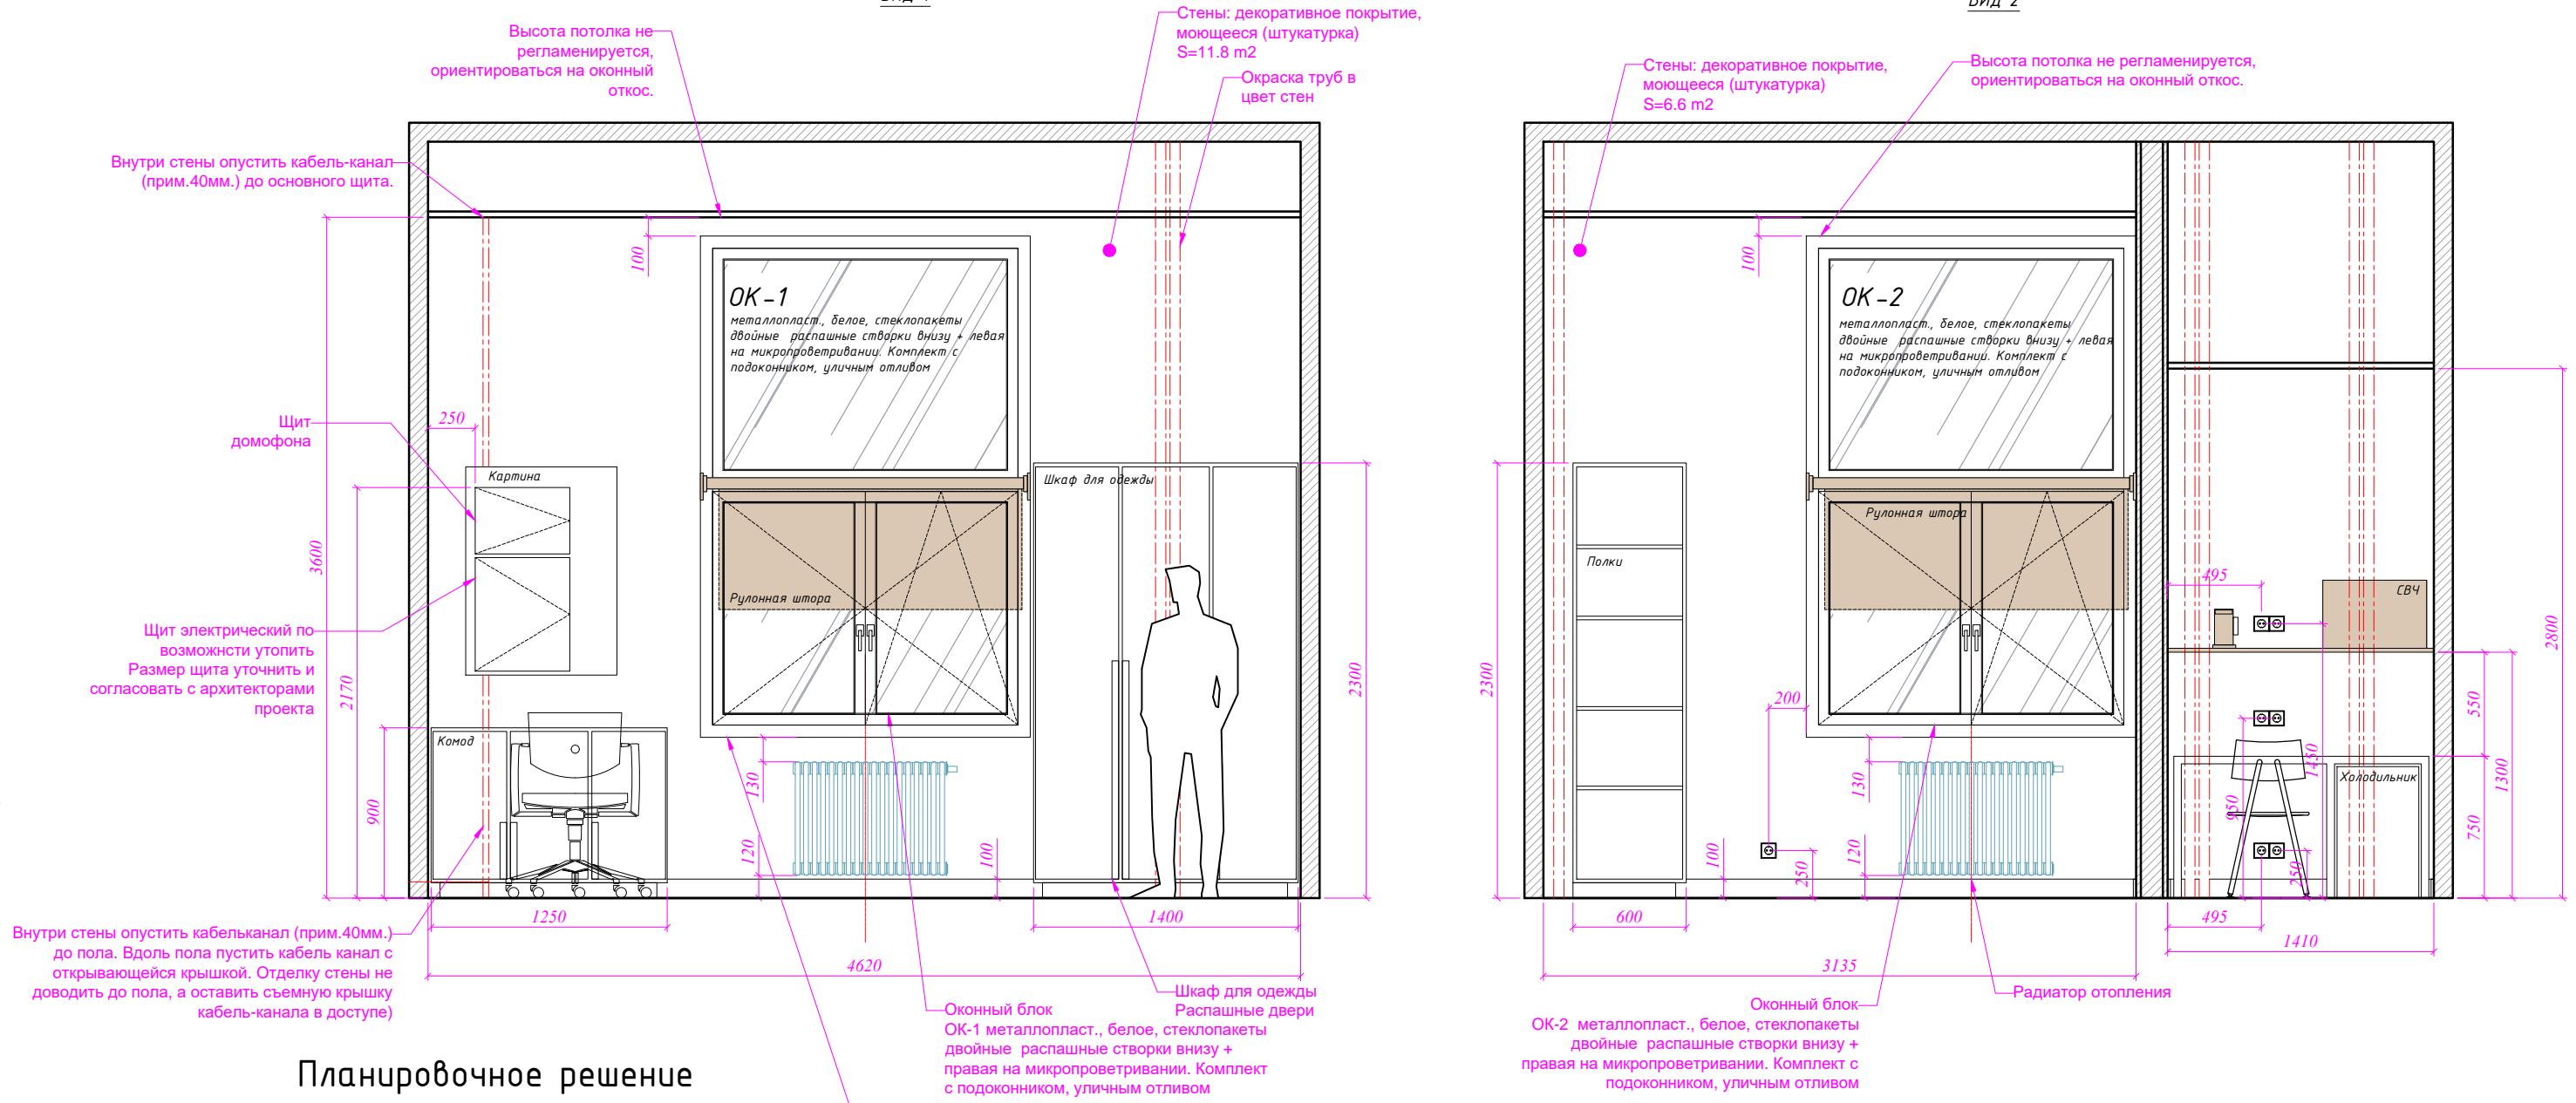 Вид 2
Стены: декоративное покрытие,
моющееся (штукатурка)
S=11.8 m2
Высота потолка не
регламенируется,
ориентироваться на оконный
откос.
Окраска труб в
цвет стен
Внутри стены опустить кабель-канал
(прим.40мм.) до основного щита.
100
ОК-1
металлопласт., белое, стеклопакеты
двойные распашные створки внизу + левая
на микропроветривании. Комплект с
подоконником, уличным отливом
250
Щит
домофона
Картина
Шкаф для одежды
3600
2170
Рулонная штора
Щит электрический по
возможнсти утопить
Размер щита уточнить и
согласовать с архитекторами
проекта
2300
Комод
900
130
120
100
1250
1400
4620
Внутри стены опустить кабельканал (прим.40мм.)
до пола. Вдоль пола пустить кабель канал с
открывающейся крышкой. Отделку стены не
доводить до пола, а оставить съемную крышку
кабель-канала в доступе)
Шкаф для одежды
Распашные двери
Оконный блок
ОК-1 металлопласт., белое, стеклопакеты
двойные распашные створки внизу +
правая на микропроветривании. Комплект
с подоконником, уличным отливом
Планировочное решение
Стены: декоративное покрытие,
моющееся (штукатурка)
S=6.6 m2
Высота потолка не регламенируется,
ориентироваться на оконный откос.
100
ОК-2
металлопласт., белое, стеклопакеты
двойные распашные створки внизу + левая
на микропроветривании. Комплект с
подоконником, уличным отливом
Рулонная штора
Полки
2300
495
СВЧ
2800
200
550
1450
1300
130
Холодильник
950
750
100
250
120
250
600
495
1410
3135
Радиатор отопления
Оконный блок
ОК-2 металлопласт., белое, стеклопакеты
двойные распашные створки внизу +
правая на микропроветривании. Комплект с
подоконником, уличным отливом